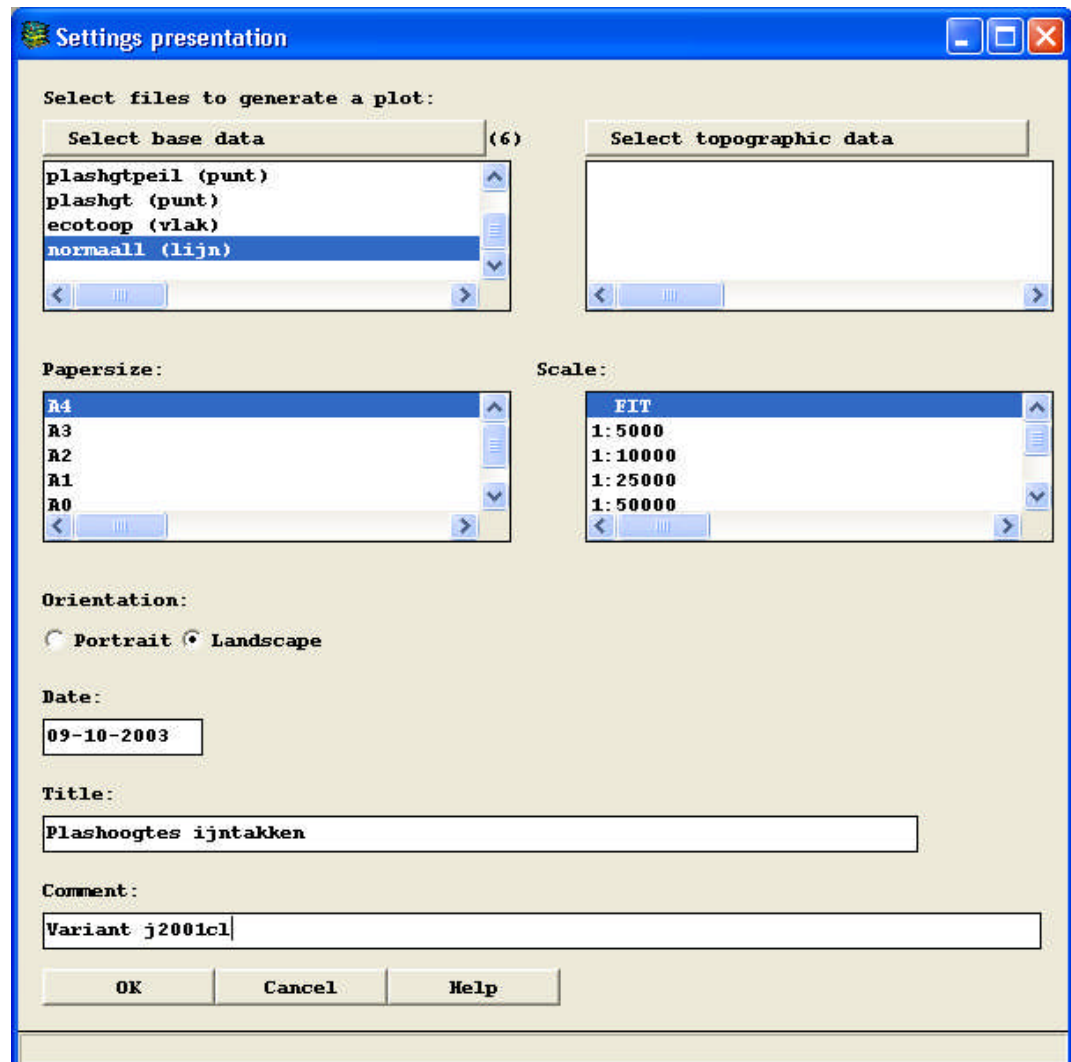 Settings presentation
Select files to generate a plot:
Select base data (6)
Select topographic data
plashgtpeil (punt)
plashgt (punt)
ecotoop (vlak)
normaall (lijn)
Papersize:
Scale:
A4
A3
A2
A1
A0
FIT
1:5000
1:10000
1:25000
1:50000
Orientation:
Portrait Landscape
Date:
09-10-2003
Title:
Plashoogtes ijntakken
Comment:
Variant j2001cl
OK Cancel Help